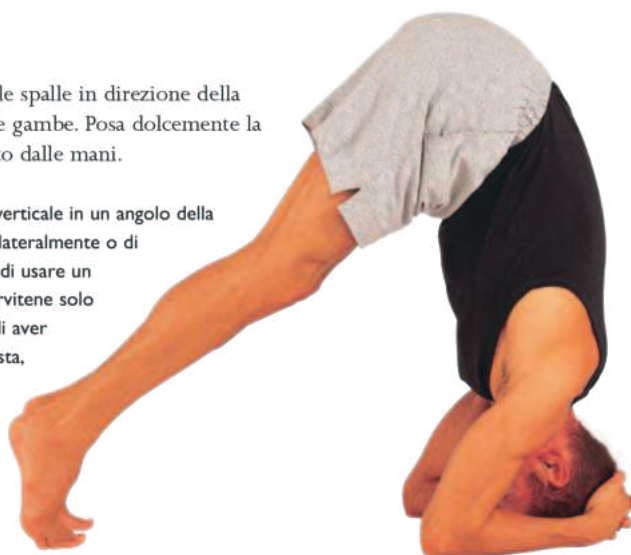 le spalle in direzione della
e gambe. Posa dolcemente la
o dalle mani.
verticale in un angolo della
lateralmente o di
di usare un
rvitene solo
li aver
sta,